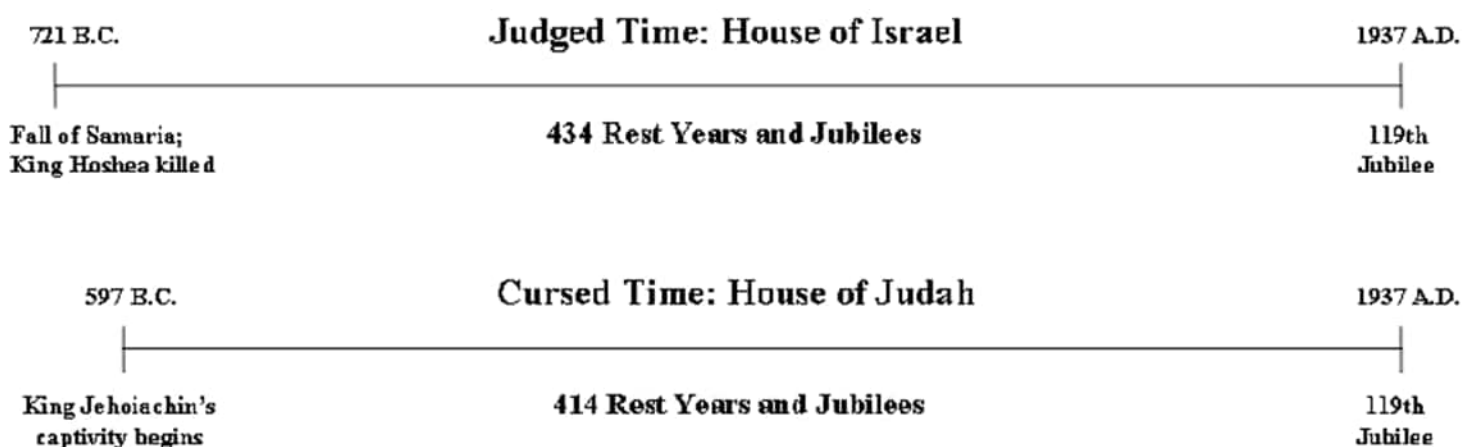 721 B.C. Judged Time: House of Israel 1937 A.D.
Fall of Samaria; 434 Rest Years and Jubilees 119th
King Hoshea killed Jubilee
597 B.C. Cursed Time: House of Judah 1937 A.D.
King Jehoiachin's 414 Rest Years and Jubilees 119th
captivity begins Jubilee